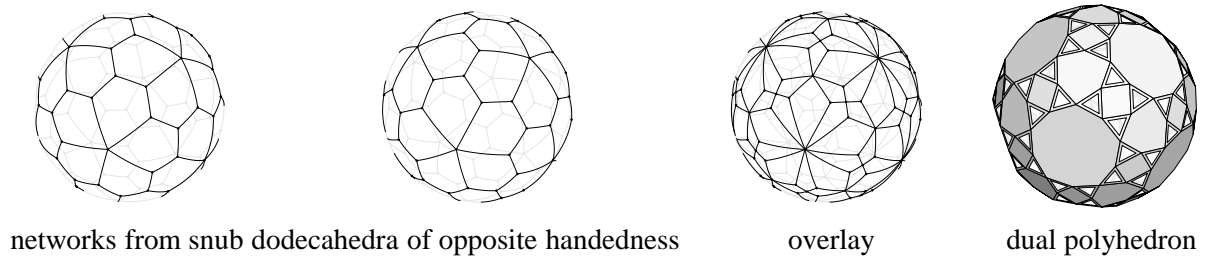 networks from snub dodecahedra of opposite handedness overlay dual polyhedron